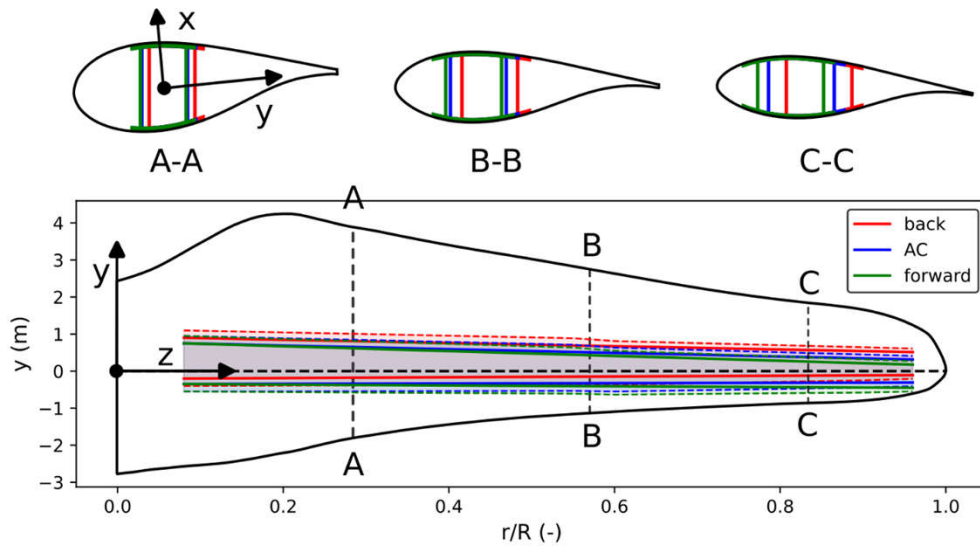 x
y
A-A
B-B
C-C
A
B
C
y
z
A
B
C
back
AC
forward
4
3
2
1
0
−1
−2
−3
y (m)
0.0 0.2 0.4 0.6 0.8 1.0
r/R (-)